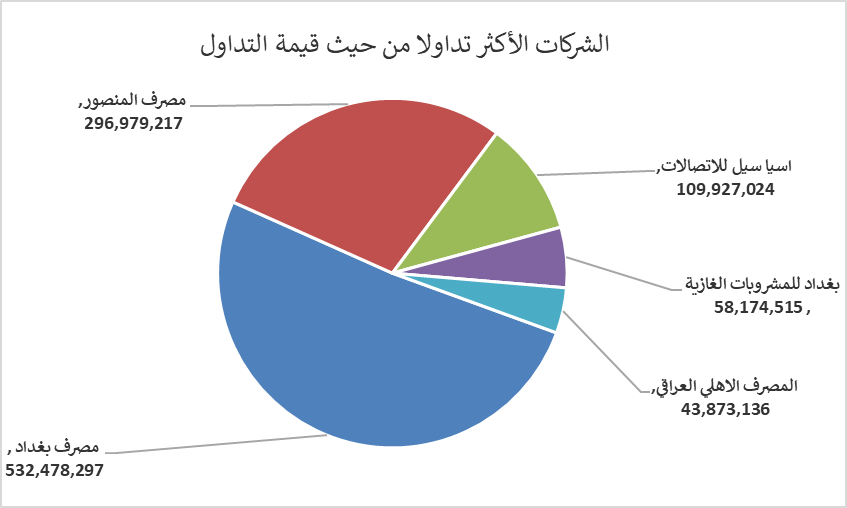 الشركات الأكثر تداولا من حيث قيمة التداول
مصرف المنصور,
296,979,217
اسيا سيل للاتصالات,
109,927,024
بغداد للمشروبات الغازية
58,174,515 ,
المصرف الاهلي العراقي,
43,873,136
مصرف بغداد ,
532,478,297